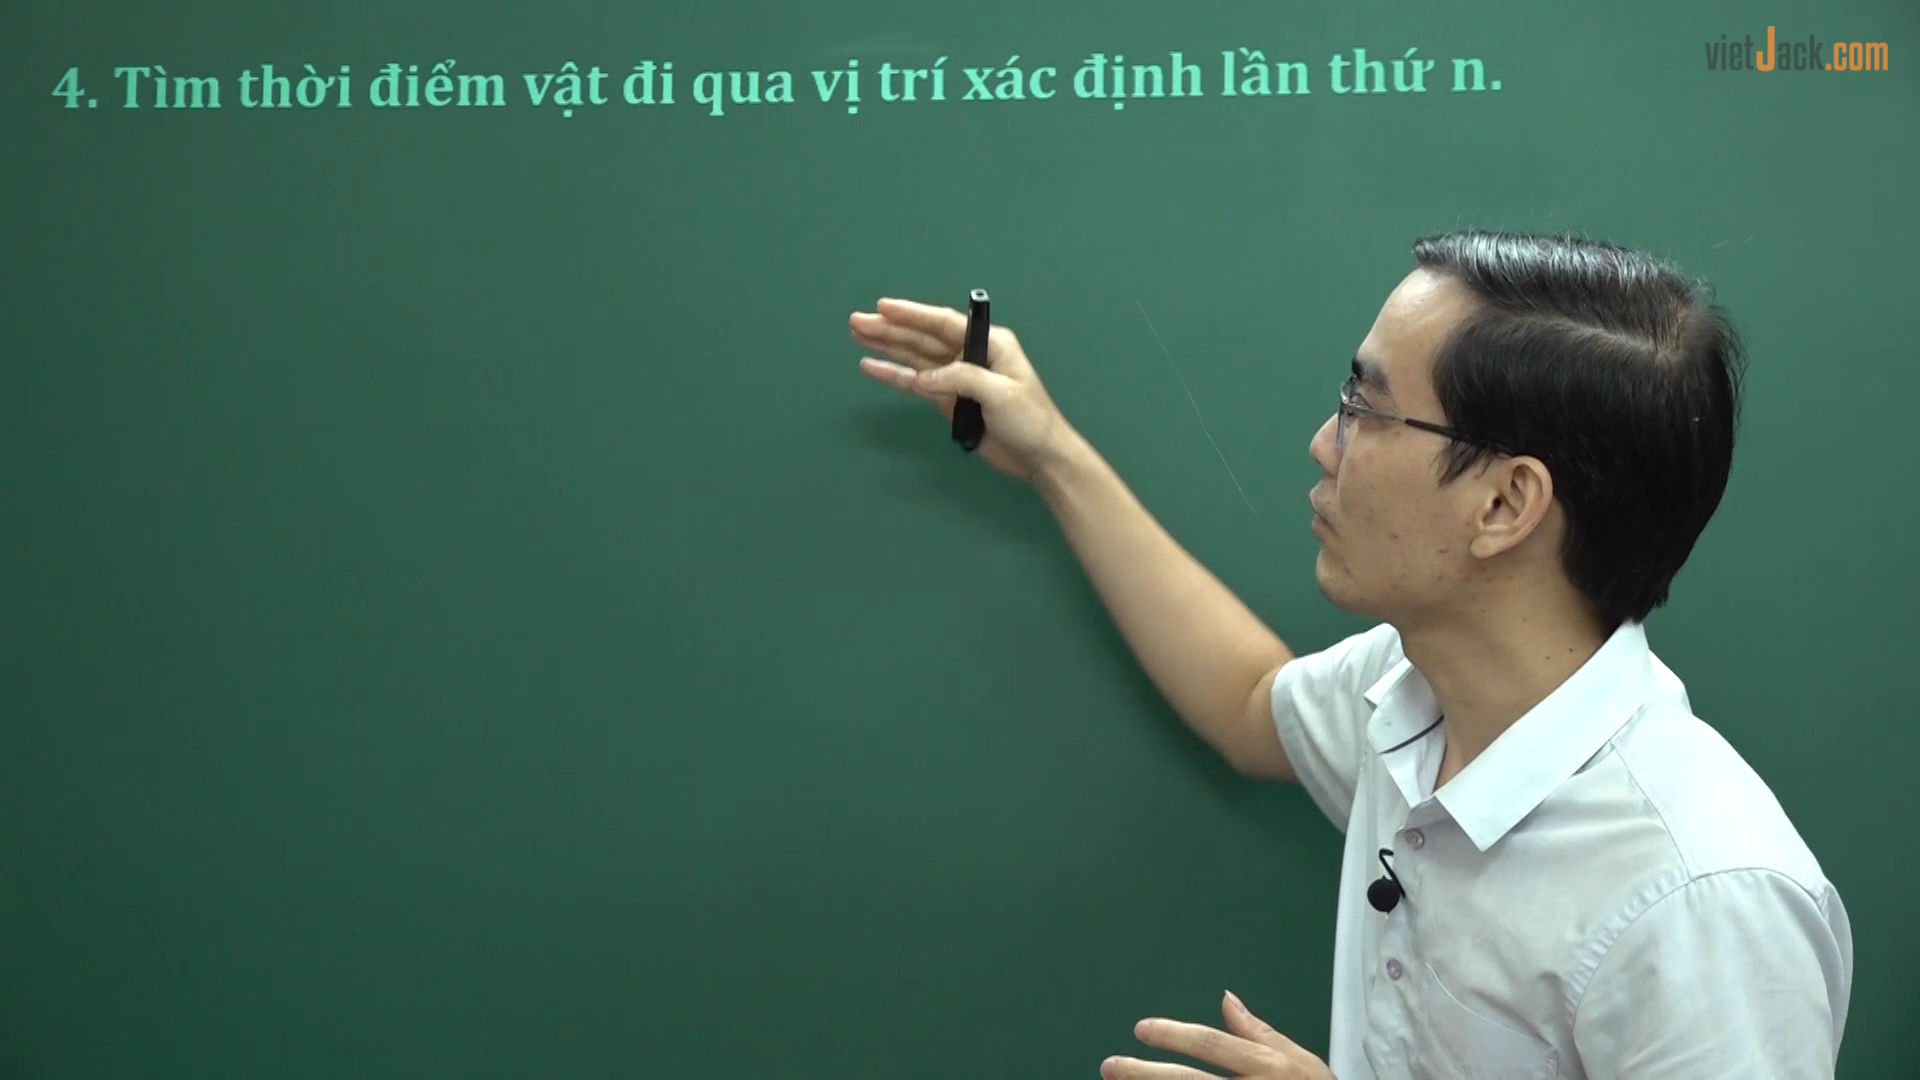 vietJack.com
4. Tìm thời điểm vật đi qua vị trí xác định lần thứ n.